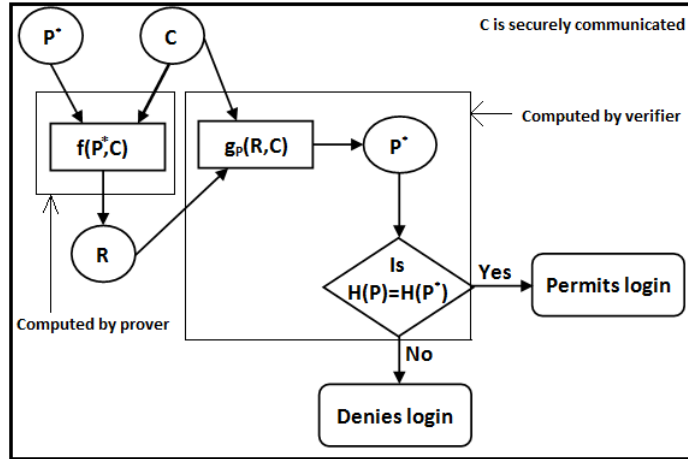 C is securely communicated
P* C
Computed by verifier
f(P*,C) gP(R,C) P*
R
Is
H(P)=H(P*)
Yes
Permits login
Computed by prover
No
Denies login